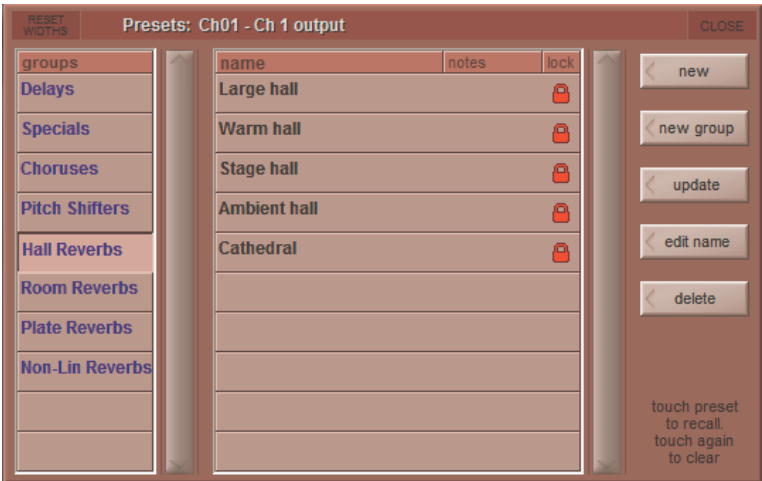 RESET
WIDTHS
Presets: Ch01 - Ch 1 output
CLOSE
groups
Delays
Specials
Choruses
Pitch Shifters
Hall Reverbs
Room Reverbs
Plate Reverbs
Non-Lin Reverbs
name notes lock
Large hall
Warm hall
Stage hall
Ambient hall
Cathedral
new
new group
update
edit name
delete
touch preset
to recall.
touch again
to clear